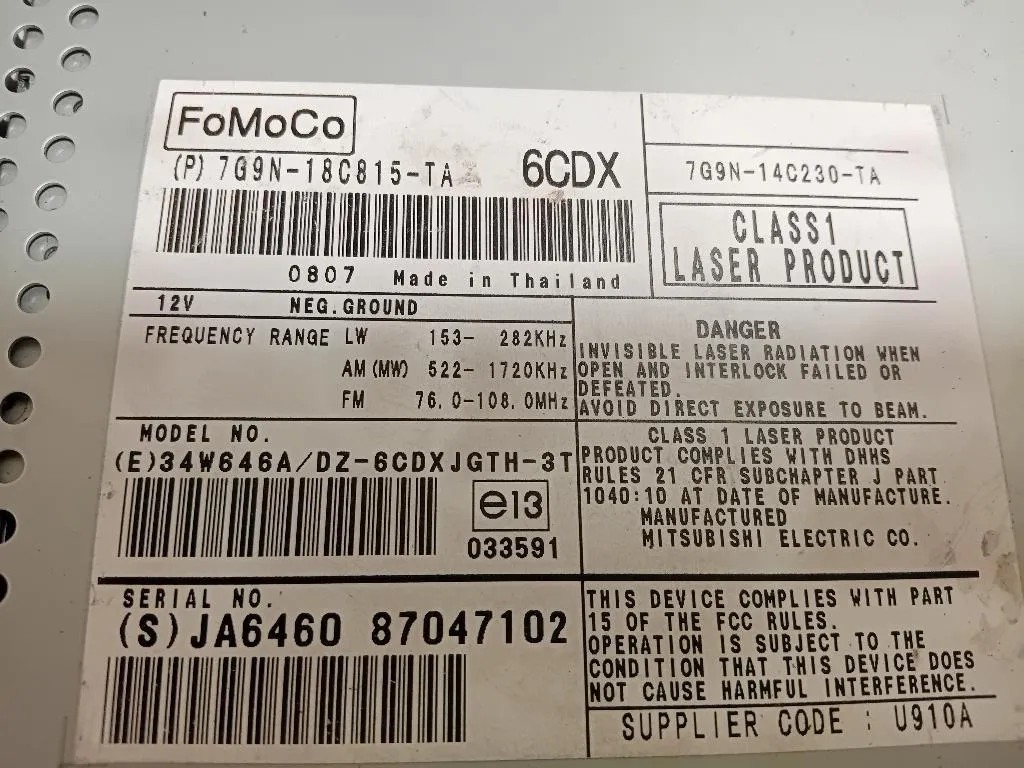 FoMoCo
(P) 7G9N-18C815-TA 6CDX
0807 Made in Thailand
7G9N-14C230-TA
CLASS1
LASER PRODUCT
12V NEG.GROUND
FREQUENCY RANGE LW 153- 282KHz
AM (MW) 522- 1720KHz
FM 76.0-108.0MHz
DANGER
INVISIBLE LASER RADIATION WHEN
OPEN AND INTERLOCK FAILED OR
DEFEATED.
AVOID DIRECT EXPOSURE TO BEAM.
MODEL NO.
(E)34W646A/DZ-6CDXJGTH-3T
e13
033591
CLASS 1 LASER PRODUCT
PRODUCT COMPLIES WITH DHHS
RULES 21 CFR SUBCHAPTER J PART
1040:10 AT DATE OF MANUFACTURE.
MANUFACTURED
MITSUBISHI ELECTRIC CO.
SERIAL NO.
(S)JA6460 87047102
THIS DEVICE COMPLIES WITH PART
15 OF THE FCC RULES.
OPERATION IS SUBJECT TO THE
CONDITION THAT THIS DEVICE DOES
NOT CAUSE HARMFUL INTERFERENCE.
SUPPLIER CODE : U910A